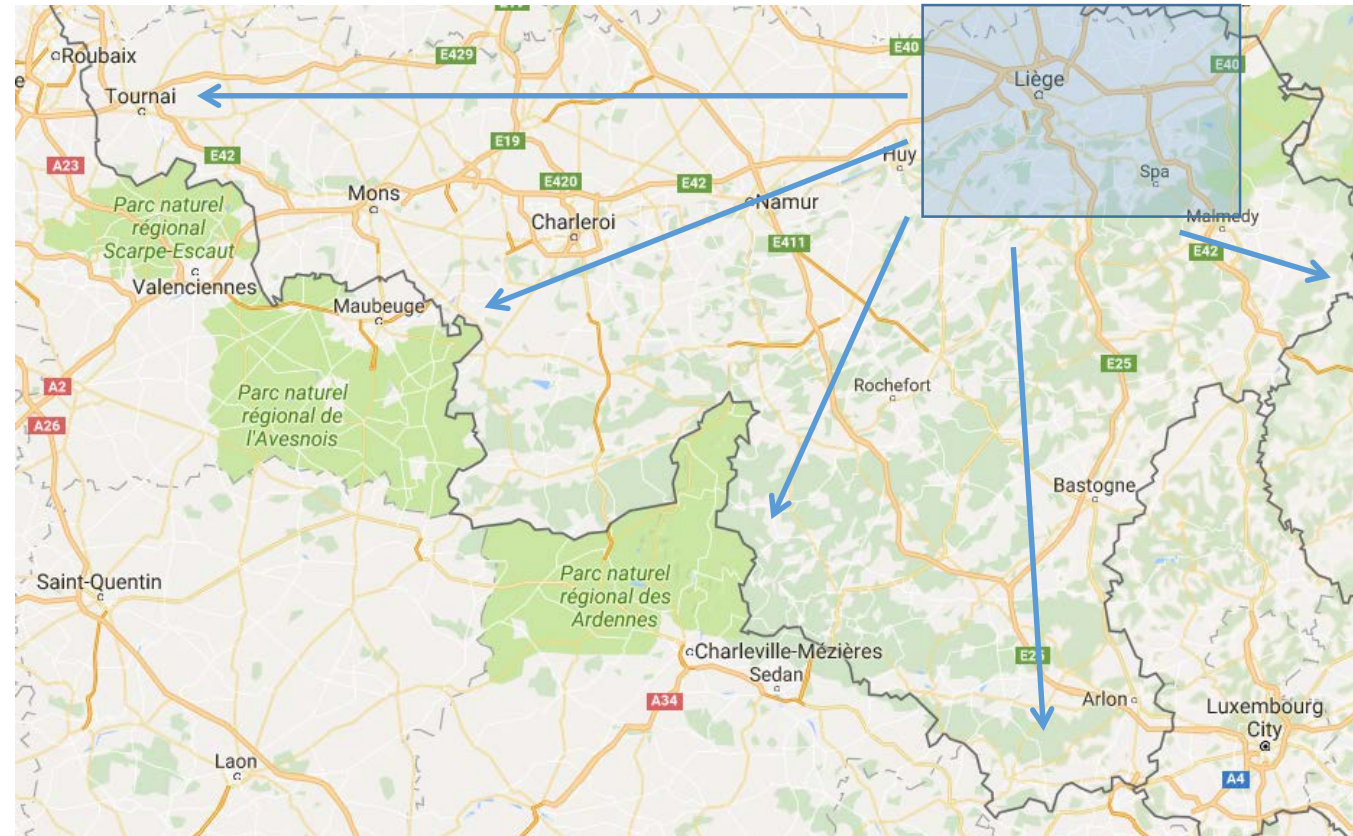 E40
E429
Roubaix
e
Tournai
Liège
E40
E19
E42
A23
Huy
Spa
Mons
E420
E42
Namur
Parc naturel
régional
Scarpe-Escaut
Charleroi
Malmedy
E411
E42
Valenciennes
Maubeuge
E25
A2
Rochefort
Parc naturel
régional de
l'Avesnois
A26
Bastogne
Saint-Quentin
Parc naturel
régional des
Ardennes
Charleville-Mézières
E25
Sedan
Arlon
A34
Luxembourg
City
Laon
A4